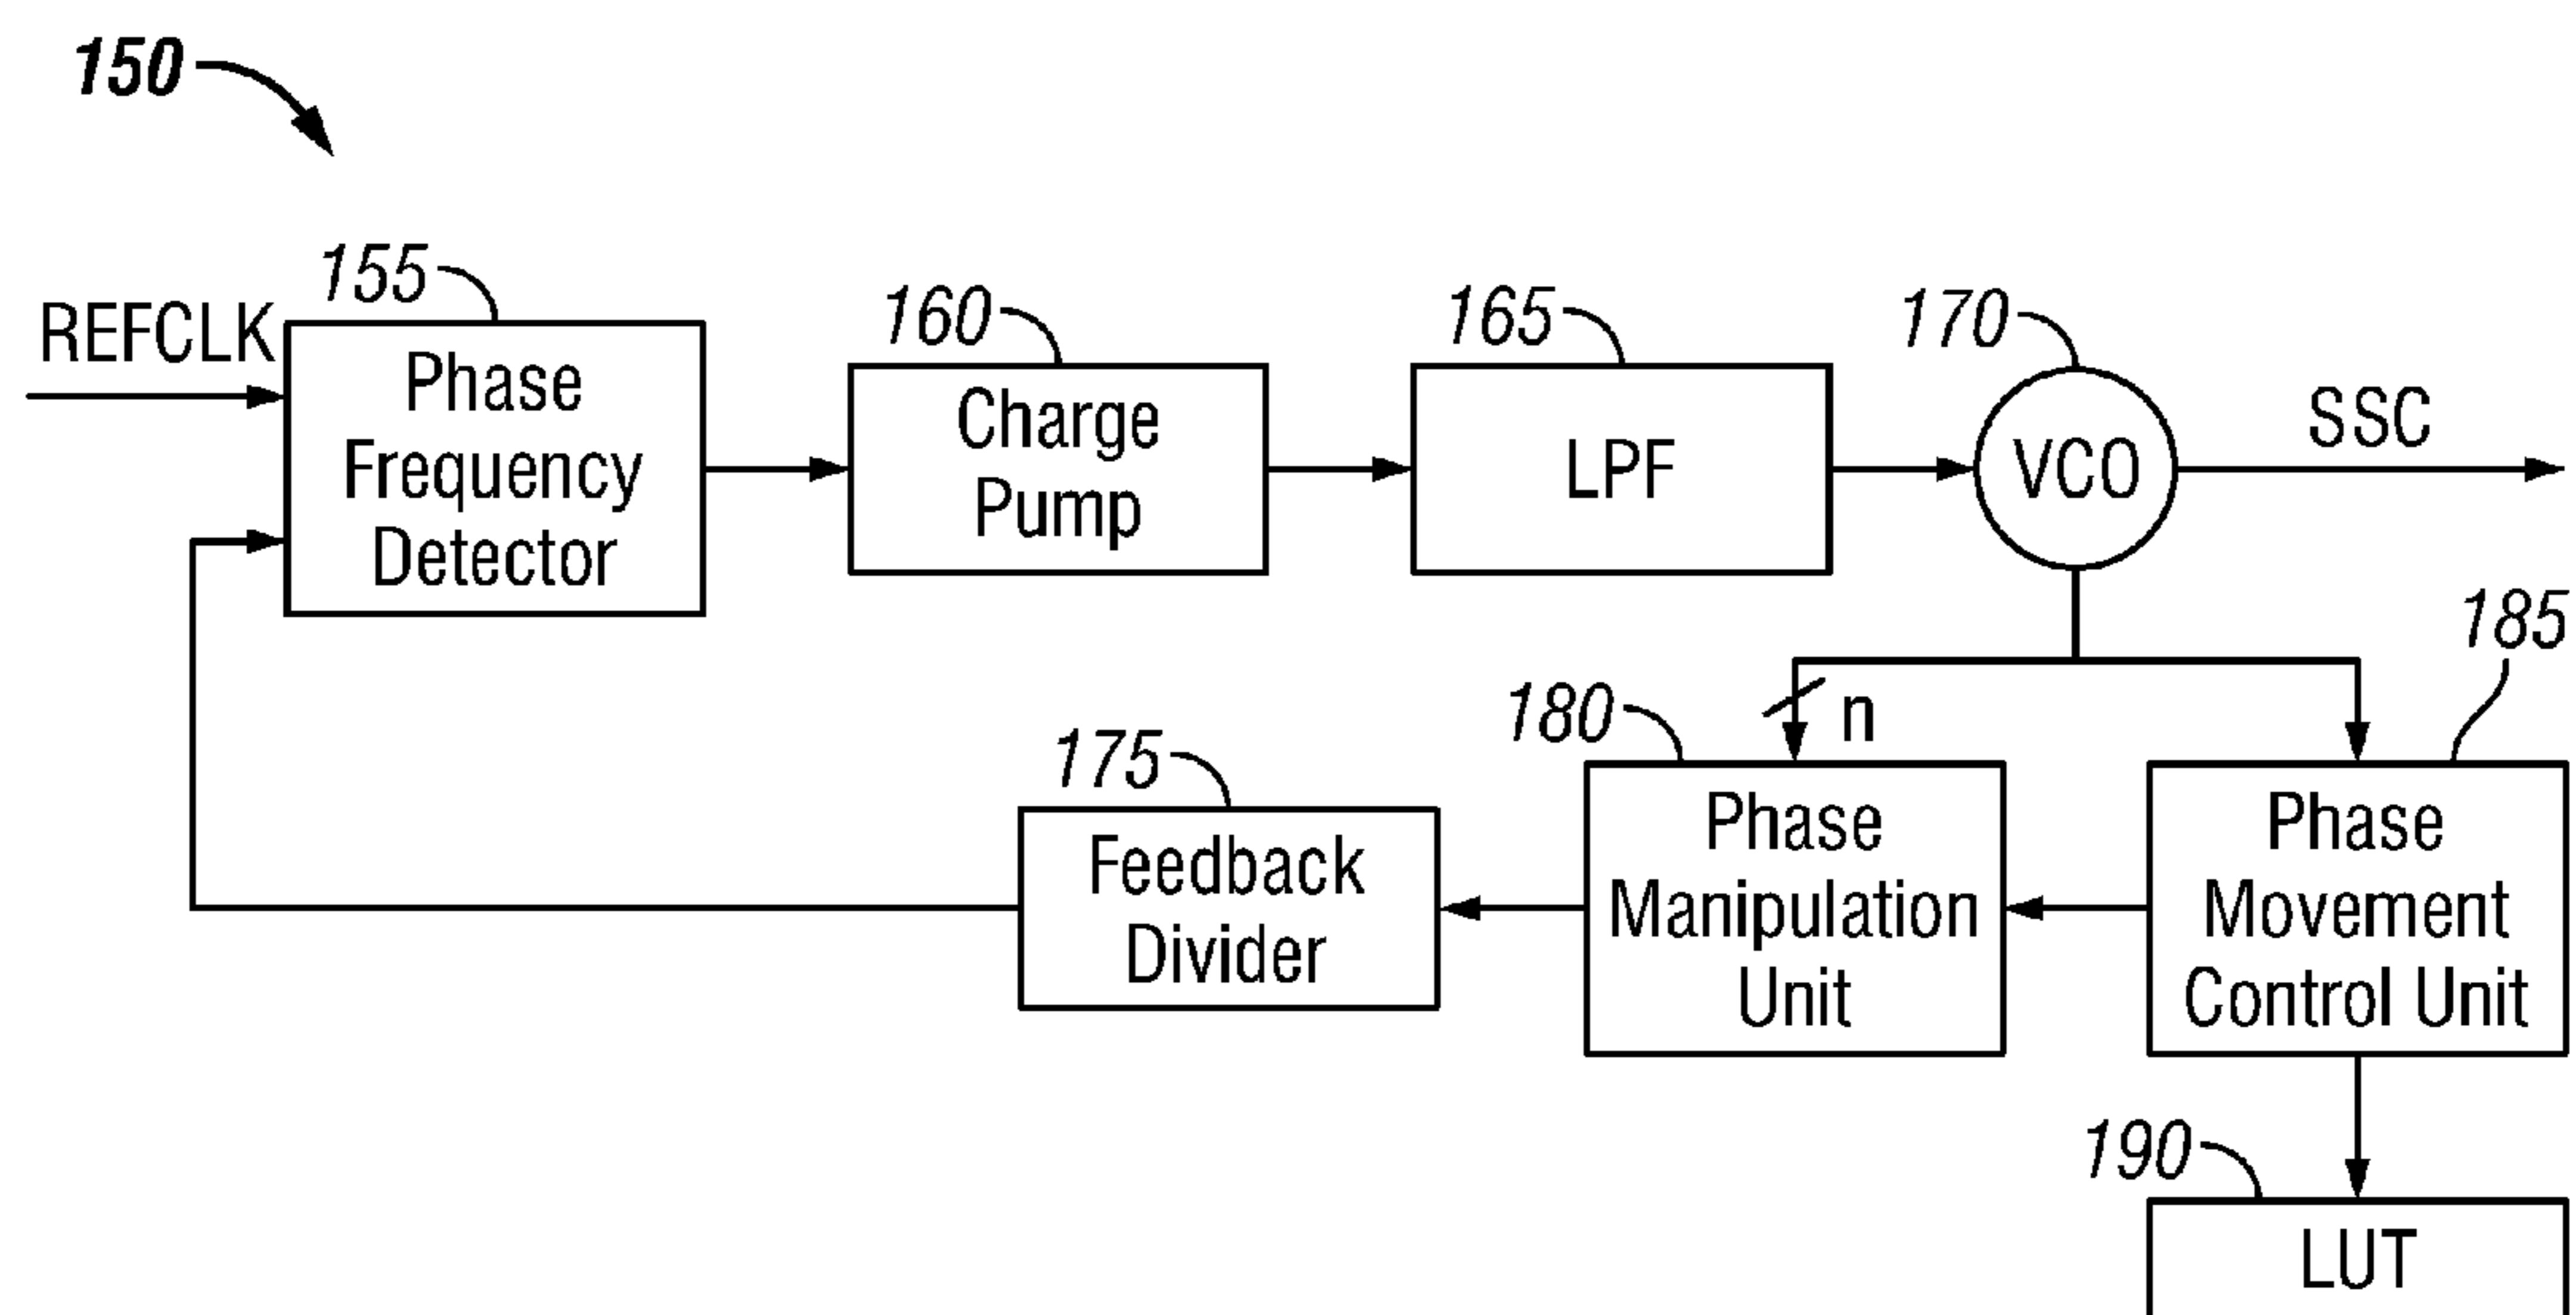 150
155
REFCLK
Phase
Frequency
Detector
160
Charge
Pump
165
LPF
170
VCO
SSC
n
185
Phase
Movement
Control Unit
180
Phase
Manipulation
Unit
175
Feedback
Divider
190
LUT